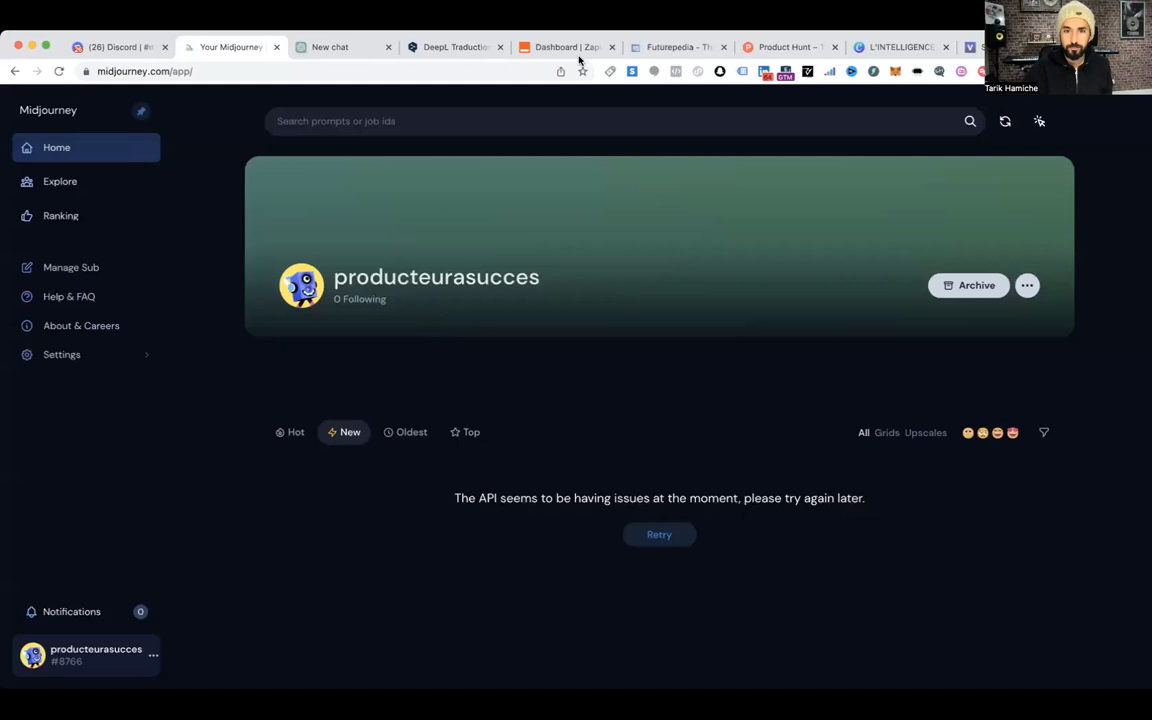 (26) Discord | #
Your Midjourney
New chat
DeepL Traduction
Dashboard | Zap
Futurepedia - Th
Product Hunt – T
L'INTELLIGENCE
S
midjourney.com/app/
GTM
Tarik Hamiche
Midjourney
Search prompts or job ids
Home
Explore
Ranking
Manage Sub
Help & FAQ
About & Careers
Settings
producteurasucces
0 Following
Archive
Hot
New
Oldest
Top
All Grids Upscales
The API seems to be having issues at the moment, please try again later.
Retry
Notifications
0
producteurasucces
#8766